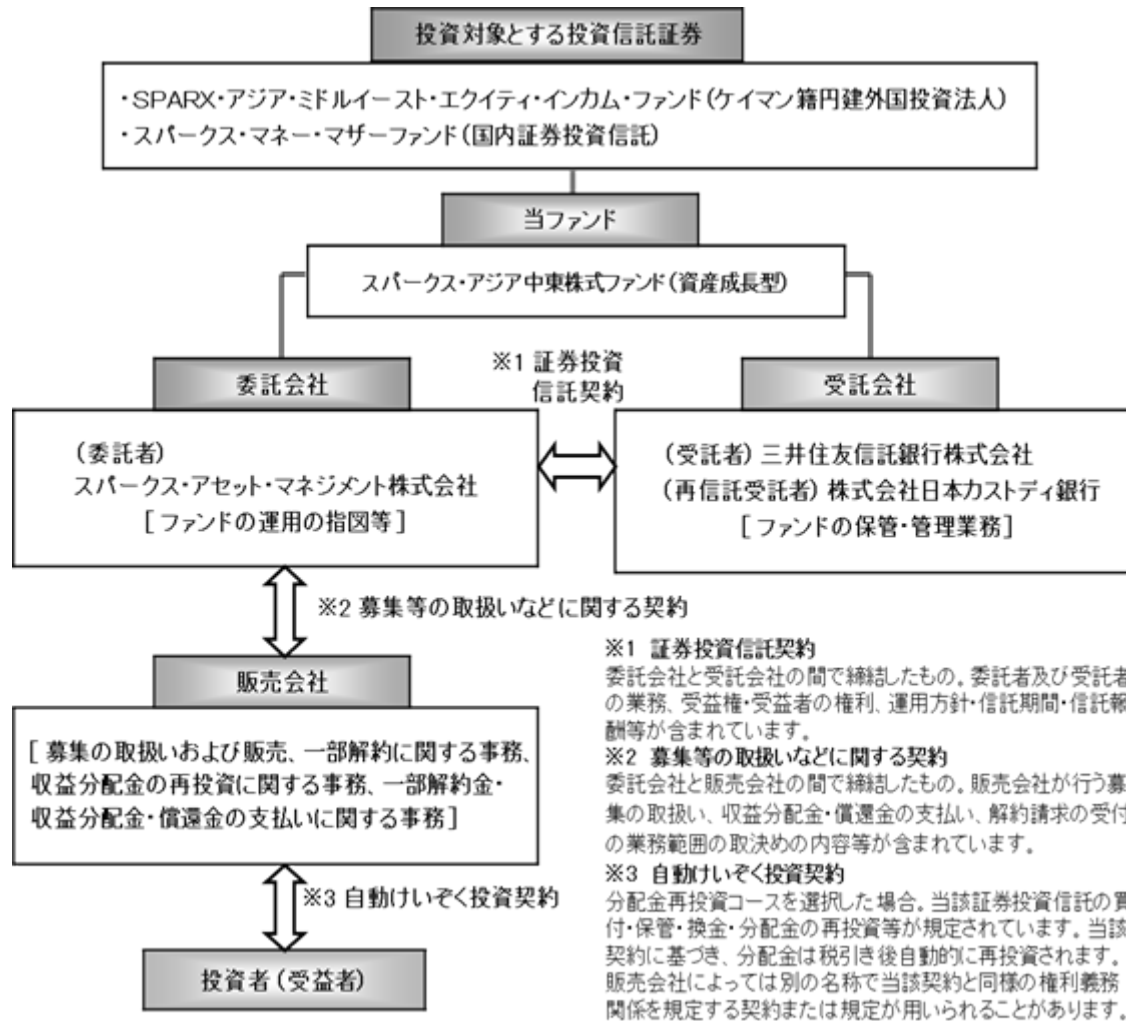 投資対象とする投資信託証券
・SPARX・アジア・ミドルイースト・エクイティ・インカム・ファンド(ケイマン籍円建外国投資法人)
・スパークス・マネー・マザーファンド(国内証券投資信託)
当ファンド
スパークス・アジア中東株式ファンド(資産成長型)
※1 証券投資
信託契約
委託会社
(委託者)
スパークス・アセット・マネジメント株式会社
[ファンドの運用の指図等]
受託会社
(受託者) 三井住友信託銀行株式会社
(再信託受託者) 株式会社日本カストディ銀行
[ファンドの保管・管理業務]
※2 募集等の取扱いなどに関する契約
販売会社
[募集の取扱いおよび販売、一部解約に関する事務、
収益分配金の再投資に関する事務、一部解約金・
収益分配金・償還金の支払いに関する事務]
※3 自動けいぞく投資契約
投資者(受益者)
※1 証券投資信託契約
委託会社と受託会社の間で締結したもの。委託者及び受託者
の業務、受益権・受益者の権利、運用方針・信託期間・信託報
酬等が含まれています。
※2 募集等の取扱いなどに関する契約
委託会社と販売会社の間で締結したもの。販売会社が行う募
集の取扱い、収益分配金・償還金の支払い、解約請求の受付
の業務範囲の取決めの内容等が含まれています。
※3 自動けいぞく投資契約
分配金再投資コースを選択した場合。当該証券投資信託の買
付・保管・換金・分配金の再投資等が規定されています。当該
契約に基づき、分配金は税引き後自動的に再投資されます。
販売会社によっては別の名称で当該契約と同様の権利義務
関係を規定する契約または規定が用いられることがあります。